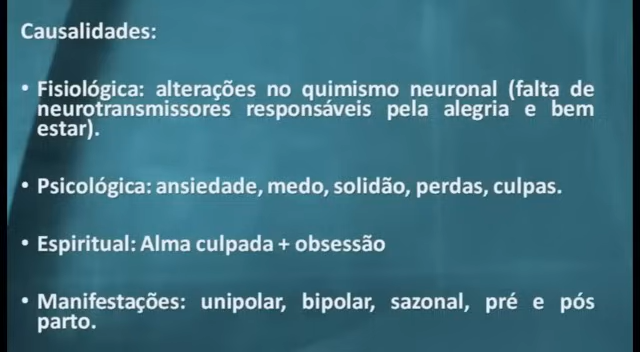 Causalidades:
• Fisiológica: alterações no quimismo neuronal (falta de
neurotransmissores responsáveis pela alegria e bem
estar).
• Psicológica: ansiedade, medo, solidão, perdas, culpas.
• Espiritual: Alma culpada + obsessão
• Manifestações: unipolar, bipolar, sazonal, pré e pós
parto.